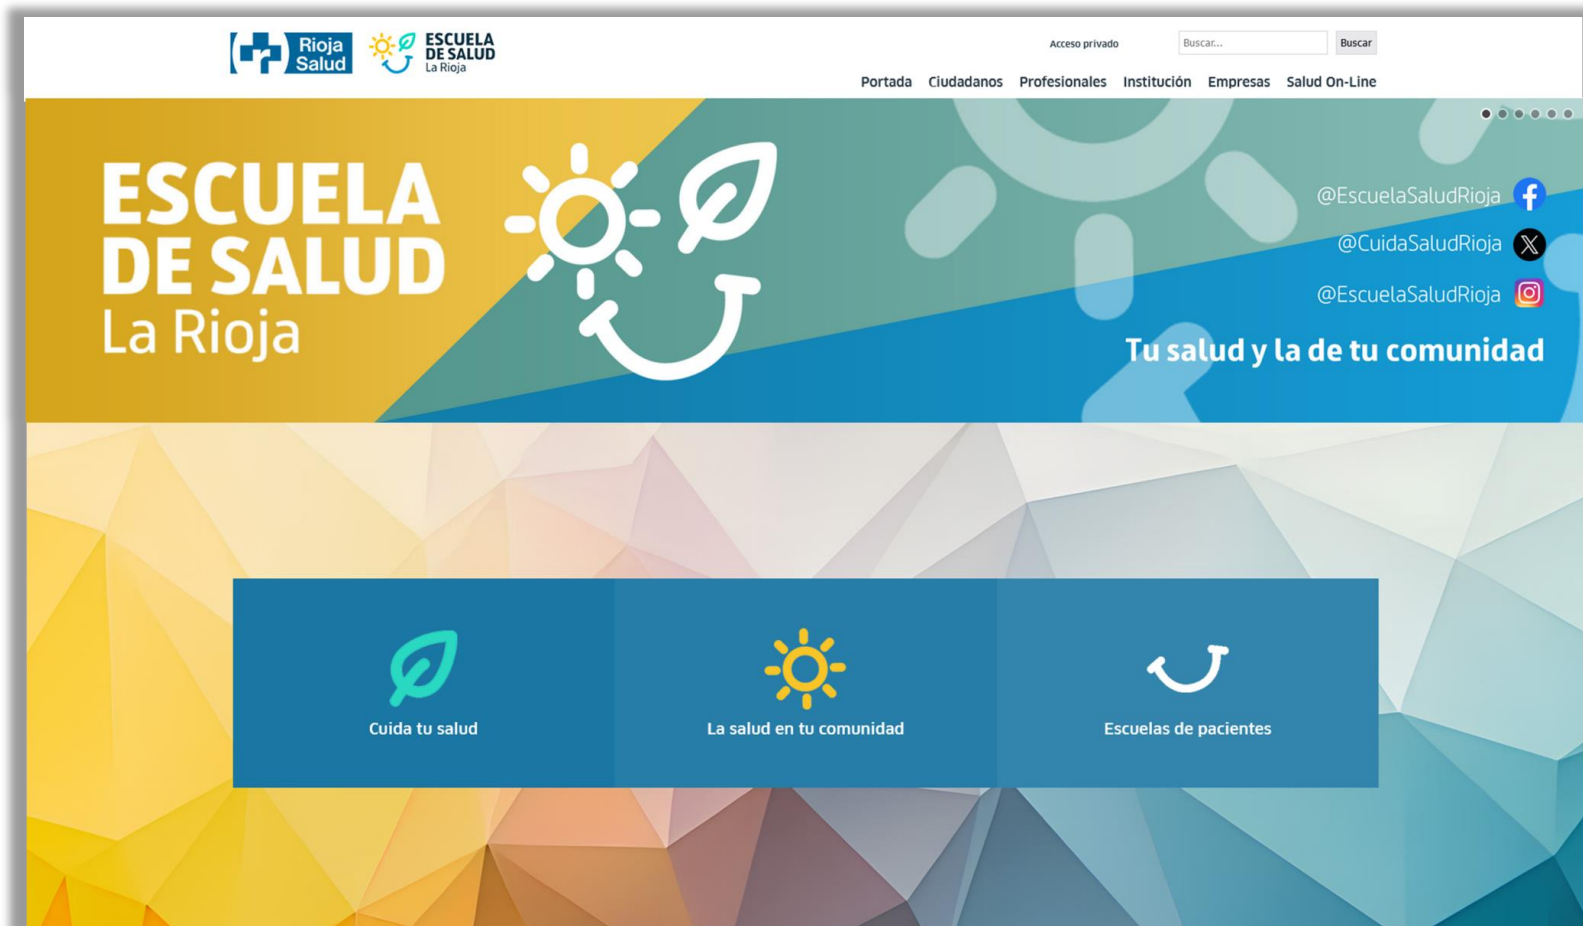 Rioja
Salud
ESCUELA
DE SALUD
La Rioja
Acceso privado
Buscar...
Buscar
Portada Ciudadanos Profesionales Institución Empresas Salud On-Line
ESCUELA
DE SALUD
La Rioja
@EscuelaSaludRioja
@CuidaSaludRioja
@EscuelaSaludRioja
Tu salud y la de tu comunidad
Cuida tu salud
La salud en tu comunidad
Escuelas de pacientes